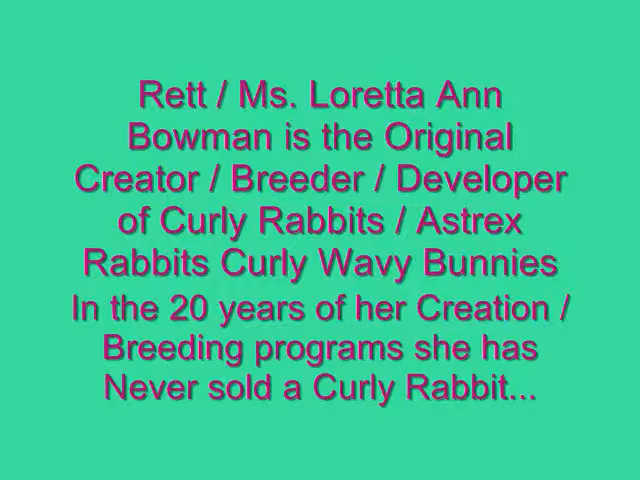 Rett / Ms. Loretta Ann
Bowman is the Original
Creator / Breeder / Developer
of Curly Rabbits / Astrex
Rabbits Curly Wavy Bunnies
In the 20 years of her Creation /
Breeding programs she has
Never sold a Curly Rabbit...